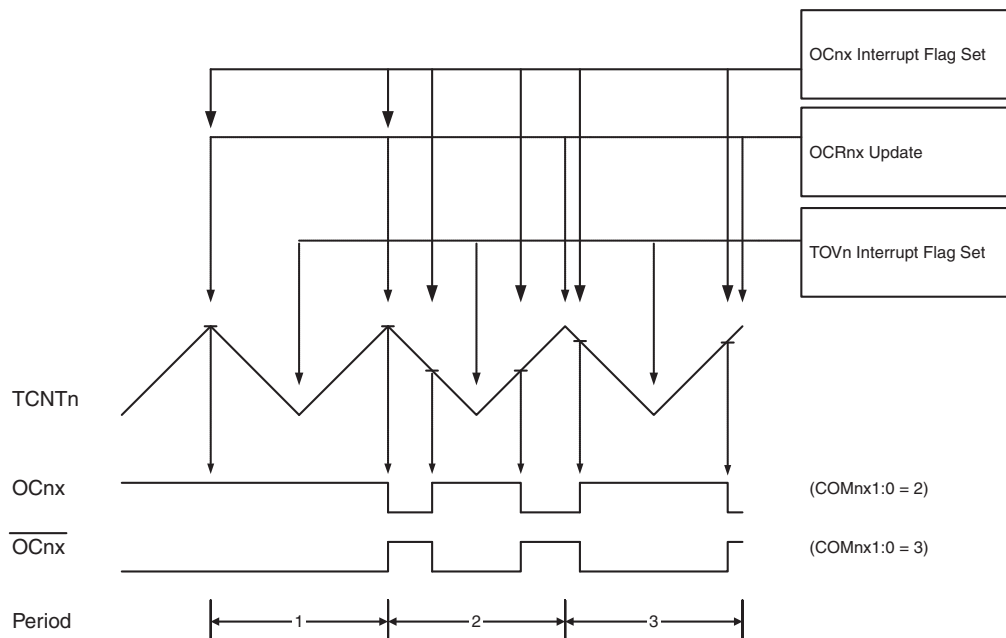 OCnx Interrupt Flag Set
OCRnx Update
TOVn Interrupt Flag Set
TCNTn
OCnx
(COMnx1:0 = 2)
OCnx
(COMnx1:0 = 3)
Period
1
2
3